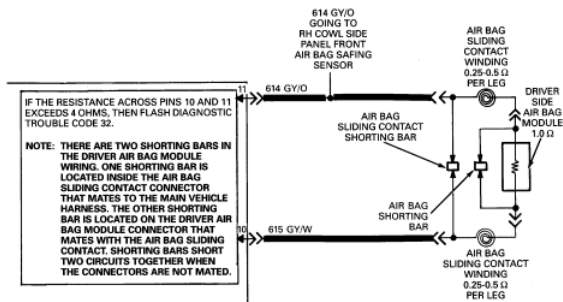 614 GY/O
GOING TO
RH COWL SIDE
PANEL FRONT
AIR BAG SAFING
SENSOR
AIR BAG
SLIDING
CONTACT
WINDING
0.25-0.5 Ω
PER LEG
DRIVER
SIDE
AIR BAG
MODULE
1.0 Ω
11
614 GY/O
IF THE RESISTANCE ACROSS PINS 10 AND 11
EXCEEDS 4 OHMS, THEN FLASH DIAGNOSTIC
TROUBLE CODE 32.
NOTE: THERE ARE TWO SHORTING BARS IN
THE DRIVER AIR BAG MODULE
WIRING. ONE SHORTING BAR IS
LOCATED INSIDE THE AIR BAG
SLIDING CONTACT CONNECTOR
THAT MATES TO THE MAIN VEHICLE
HARNESS. THE OTHER SHORTING
BAR IS LOCATED ON THE DRIVER AIR
BAG MODULE CONNECTOR THAT
MATES WITH THE AIR BAG SLIDING
CONTACT. SHORTING BARS SHORT
TWO CIRCUITS TOGETHER WHEN
THE CONNECTORS ARE NOT MATED.
AIR BAG
SLIDING CONTACT
SHORTING BAR
AIR BAG
SHORTING
BAR
10
615 GY/W
AIR BAG
SLIDING CONTACT
WINDING
0.25-0.5 Ω
PER LEG